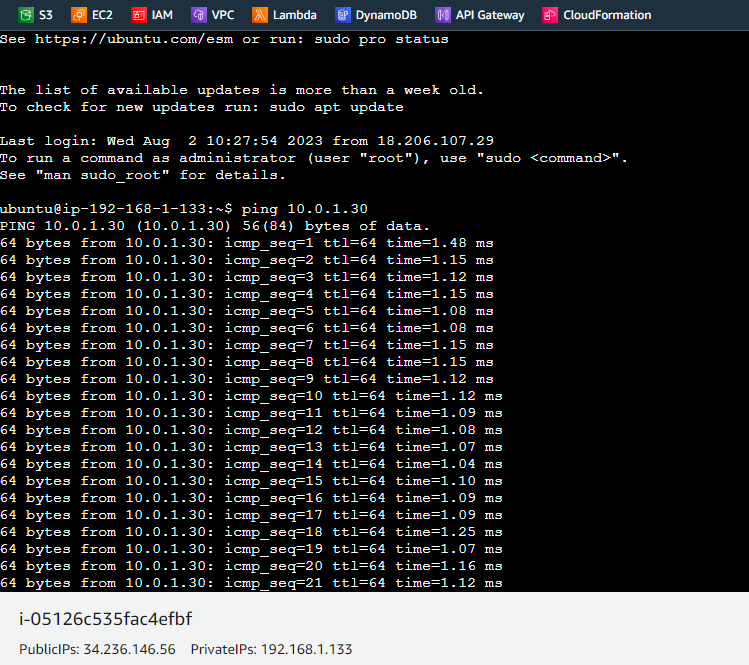 S3 EC2 IAM VPC Lambda DynamoDB API Gateway CloudFormation
See https://ubuntu.com/esm or run: sudo pro status
The list of available updates is more than a week old.
To check for new updates run: sudo apt update
Last login: Wed Aug  2 10:27:54 2023 from 18.206.107.29
To run a command as administrator (user "root"), use "sudo <command>".
See "man sudo_root" for details.
ubuntu@ip-192-168-1-133:~$ ping 10.0.1.30
PING 10.0.1.30 (10.0.1.30) 56(84) bytes of data.
64 bytes from 10.0.1.30: icmp_seq=1 ttl=64 time=1.48 ms
64 bytes from 10.0.1.30: icmp_seq=2 ttl=64 time=1.15 ms
64 bytes from 10.0.1.30: icmp_seq=3 ttl=64 time=1.12 ms
64 bytes from 10.0.1.30: icmp_seq=4 ttl=64 time=1.15 ms
64 bytes from 10.0.1.30: icmp_seq=5 ttl=64 time=1.08 ms
64 bytes from 10.0.1.30: icmp_seq=6 ttl=64 time=1.08 ms
64 bytes from 10.0.1.30: icmp_seq=7 ttl=64 time=1.15 ms
64 bytes from 10.0.1.30: icmp_seq=8 ttl=64 time=1.15 ms
64 bytes from 10.0.1.30: icmp_seq=9 ttl=64 time=1.12 ms
64 bytes from 10.0.1.30: icmp_seq=10 ttl=64 time=1.12 ms
64 bytes from 10.0.1.30: icmp_seq=11 ttl=64 time=1.09 ms
64 bytes from 10.0.1.30: icmp_seq=12 ttl=64 time=1.08 ms
64 bytes from 10.0.1.30: icmp_seq=13 ttl=64 time=1.07 ms
64 bytes from 10.0.1.30: icmp_seq=14 ttl=64 time=1.04 ms
64 bytes from 10.0.1.30: icmp_seq=15 ttl=64 time=1.10 ms
64 bytes from 10.0.1.30: icmp_seq=16 ttl=64 time=1.09 ms
64 bytes from 10.0.1.30: icmp_seq=17 ttl=64 time=1.09 ms
64 bytes from 10.0.1.30: icmp_seq=18 ttl=64 time=1.25 ms
64 bytes from 10.0.1.30: icmp_seq=19 ttl=64 time=1.07 ms
64 bytes from 10.0.1.30: icmp_seq=20 ttl=64 time=1.16 ms
64 bytes from 10.0.1.30: icmp_seq=21 ttl=64 time=1.12 ms
i-05126c535fac4efbf
PublicIPs: 34.236.146.56 PrivateIPs: 192.168.1.133